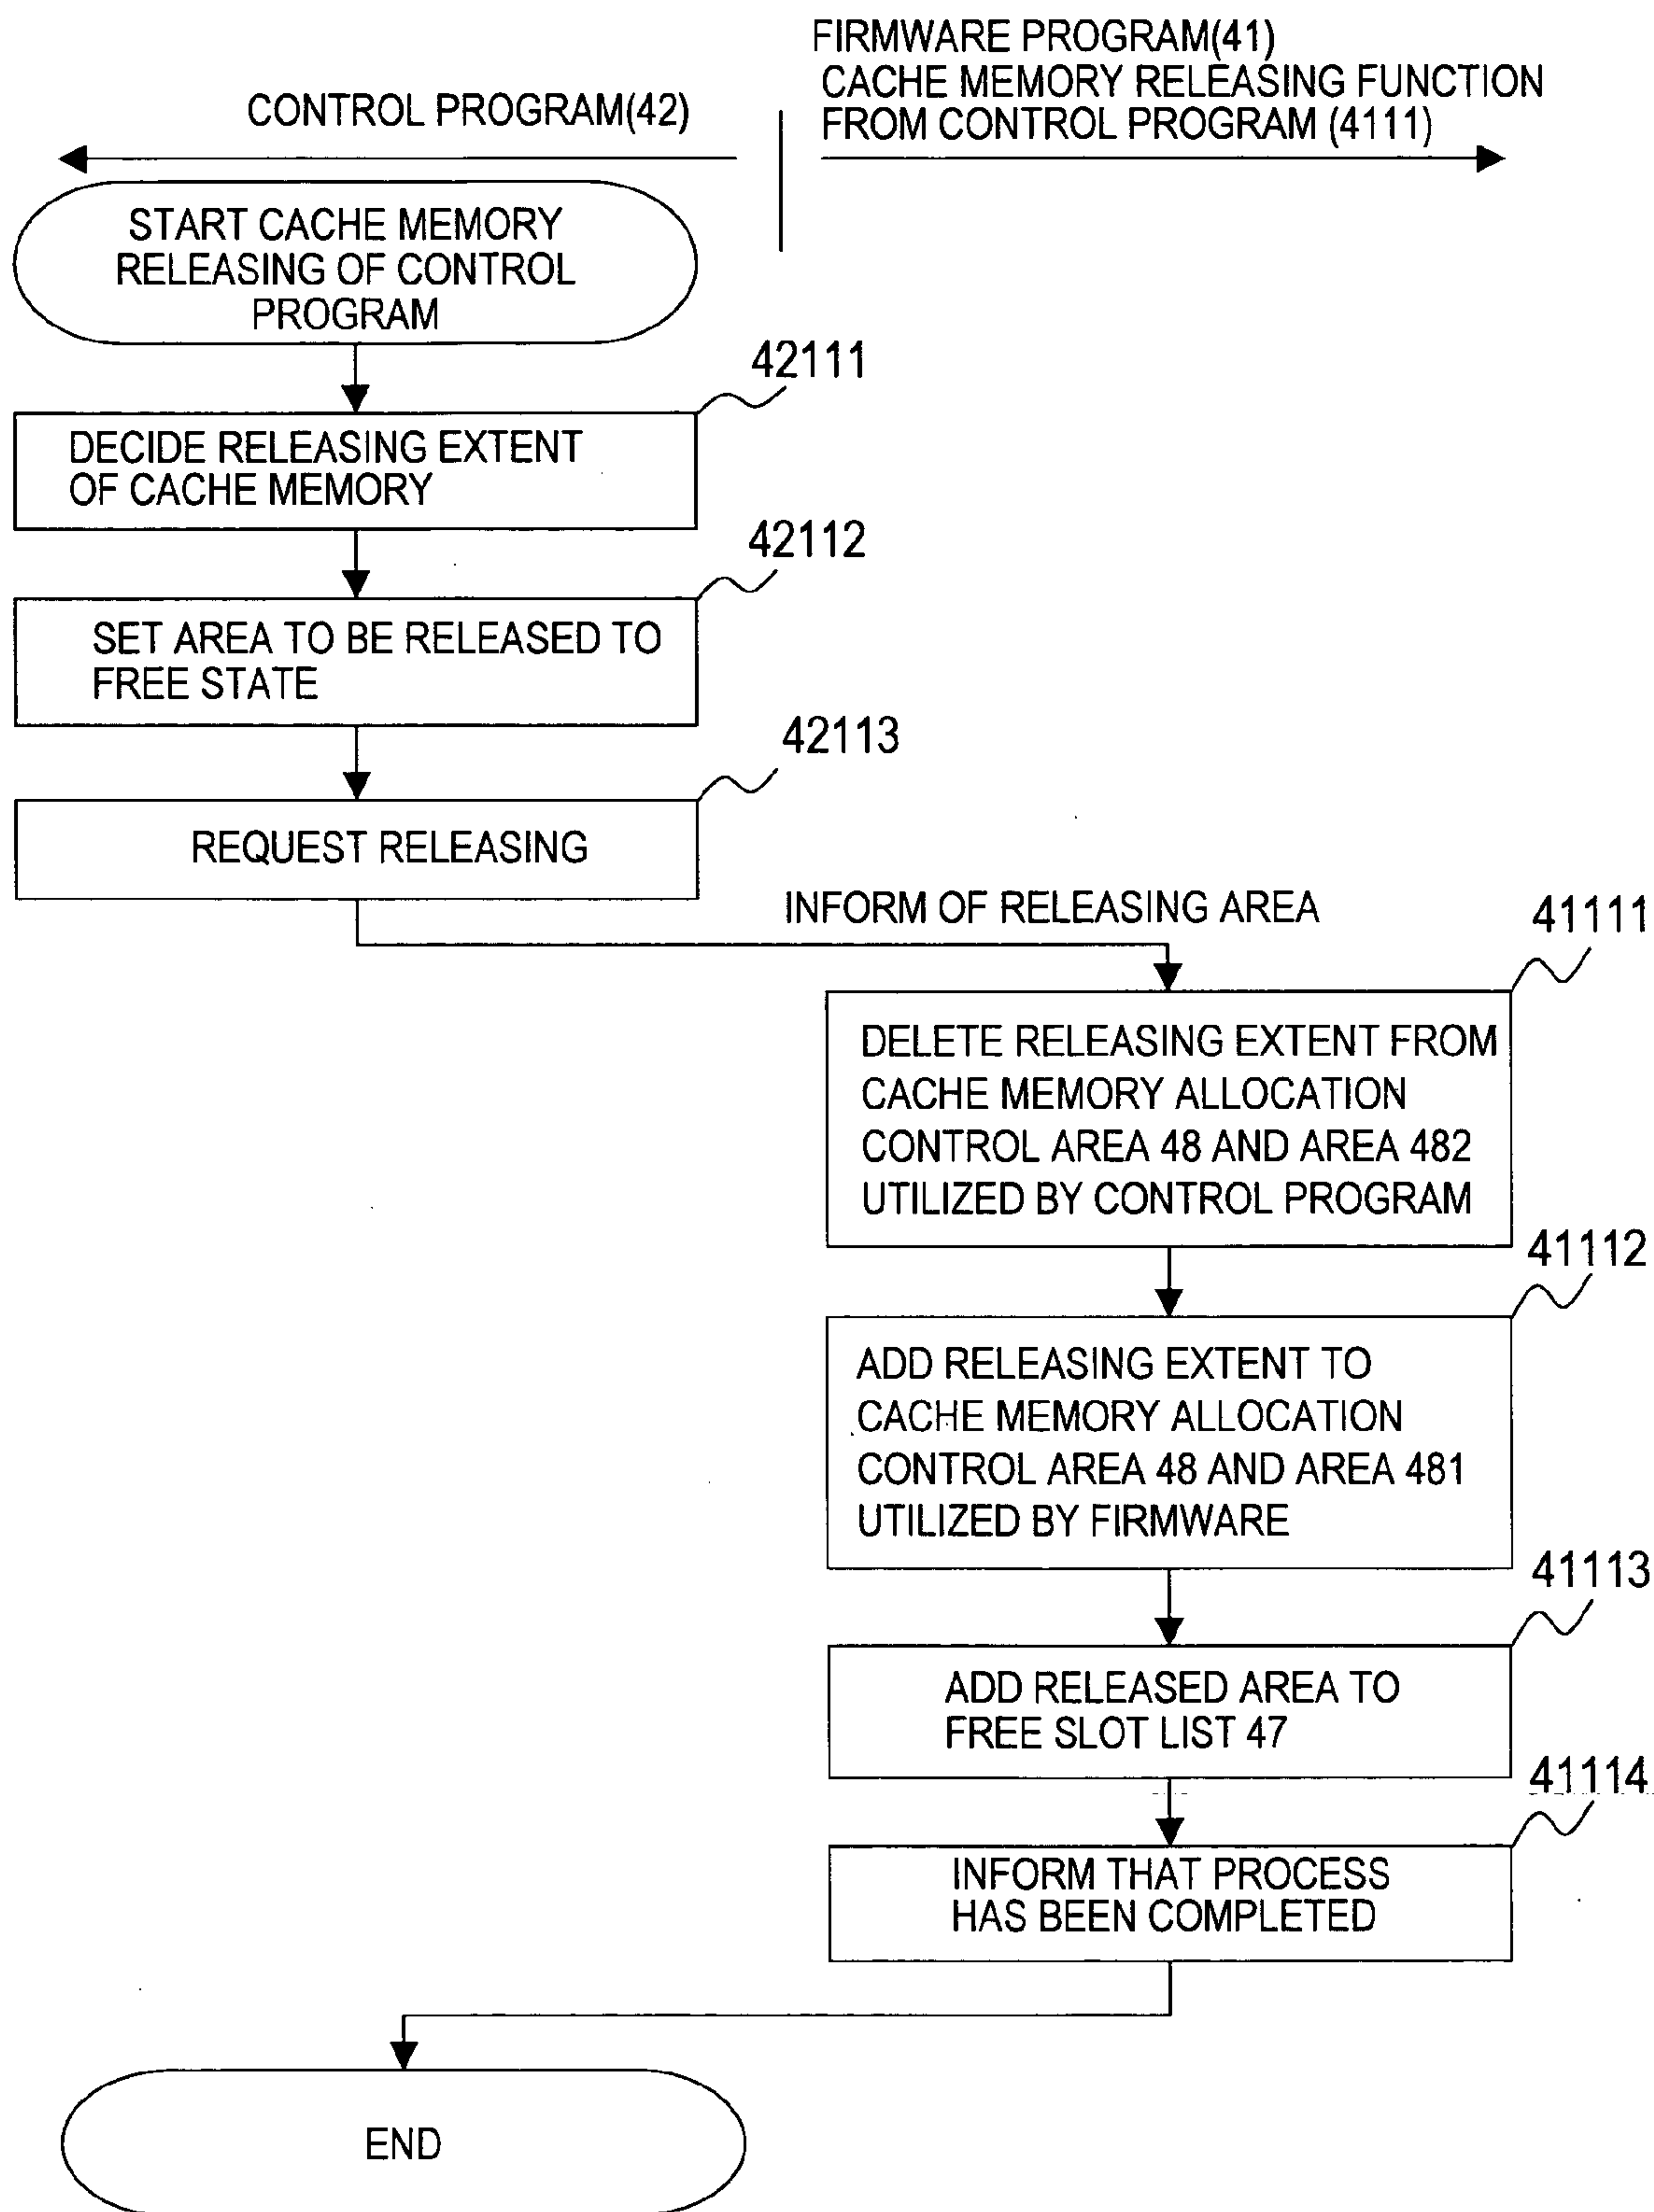 FIRMWARE PROGRAM(41)
CACHE MEMORY RELEASING FUNCTION
FROM CONTROL PROGRAM (4111)
CONTROL PROGRAM(42)
START CACHE MEMORY
RELEASING OF CONTROL
PROGRAM
42111
DECIDE RELEASING EXTENT
OF CACHE MEMORY
42112
SET AREA TO BE RELEASED TO
FREE STATE
42113
REQUEST RELEASING
INFORM OF RELEASING AREA
41111
DELETE RELEASING EXTENT FROM
CACHE MEMORY ALLOCATION
CONTROL AREA 48 AND AREA 482
UTILIZED BY CONTROL PROGRAM
41112
ADD RELEASING EXTENT TO
CACHE MEMORY ALLOCATION
CONTROL AREA 48 AND AREA 481
UTILIZED BY FIRMWARE
41113
ADD RELEASED AREA TO
FREE SLOT LIST 47
41114
INFORM THAT PROCESS
HAS BEEN COMPLETED
END